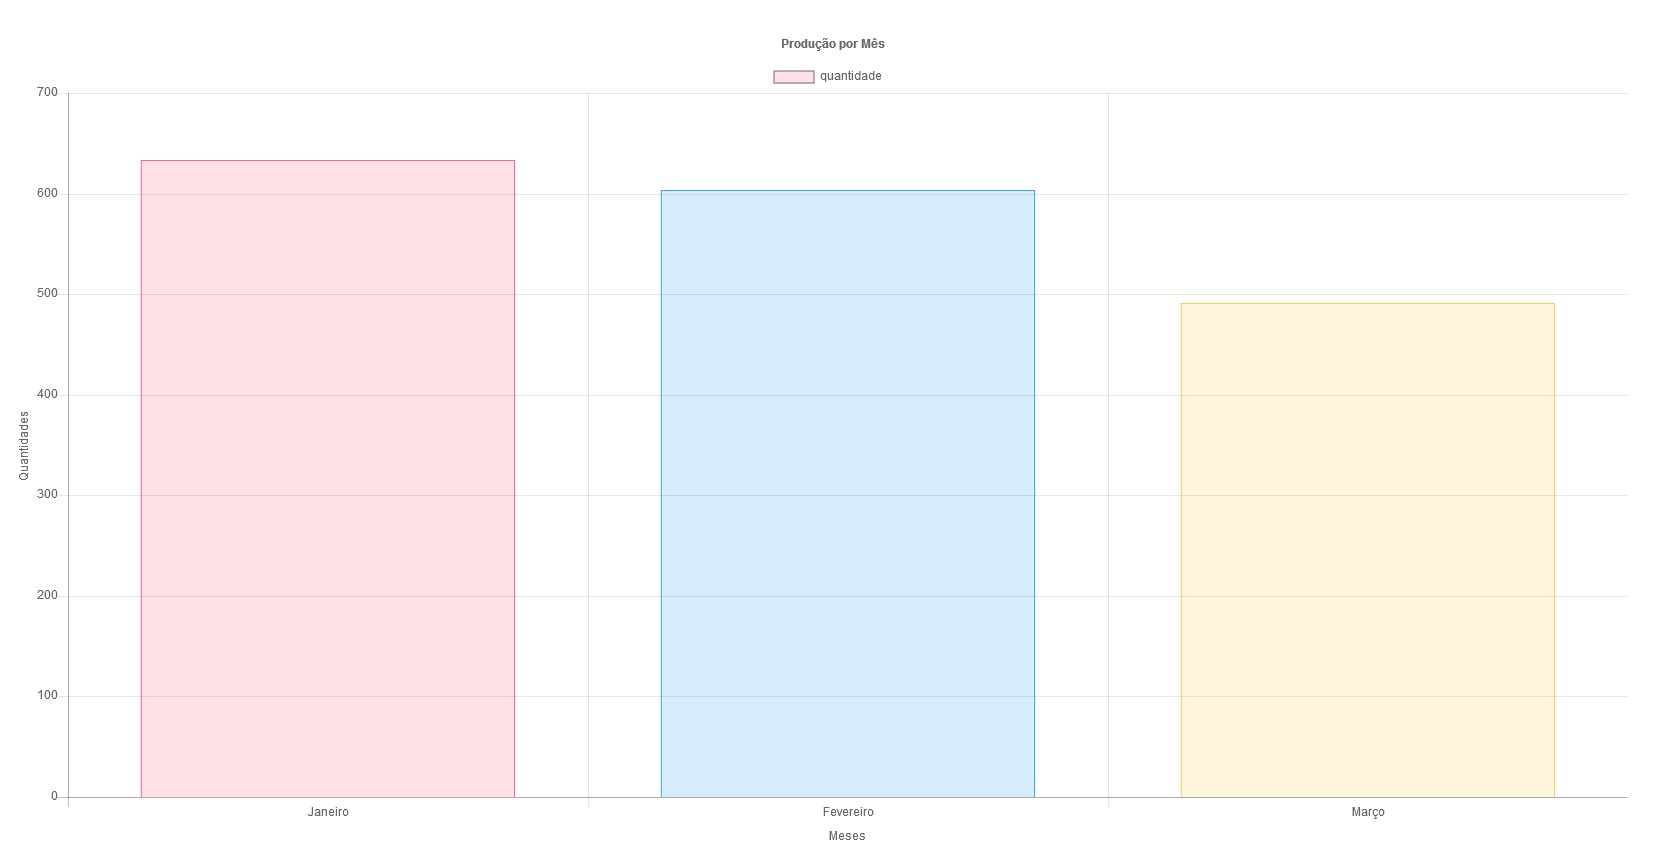 Produção por Mês
quantidade
700
600
500
400
300
200
100
0
Quantidades
Janeiro Fevereiro Março
Meses